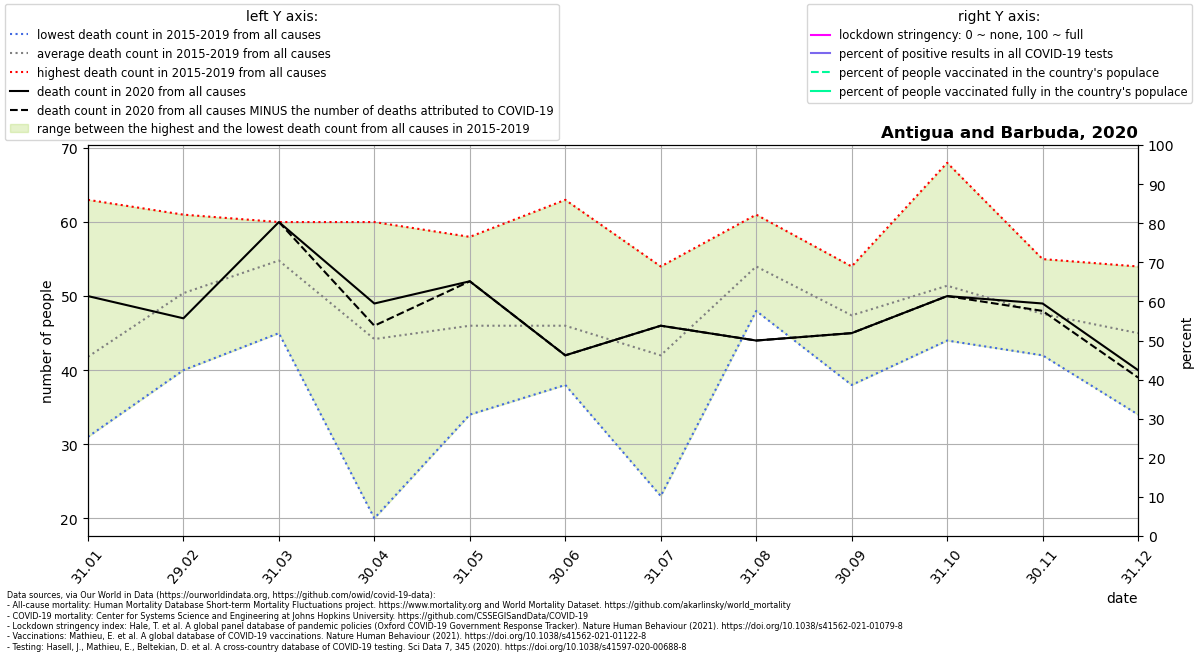 left Y axis:
lowest death count in 2015-2019 from all causes
average death count in 2015-2019 from all causes
highest death count in 2015-2019 from all causes
death count in 2020 from all causes
death count in 2020 from all causes MINUS the number of deaths attributed to COVID-19
range between the highest and the lowest death count from all causes in 2015-2019
right Y axis:
lockdown stringency: 0 ~ none, 100 ~ full
percent of positive results in all COVID-19 tests
percent of people vaccinated in the country's populace
percent of people vaccinated fully in the country's populace
Antigua and Barbuda, 2020
number of people
70
60
50
40
30
20
100
90
80
70
60
50
40
30
20
10
0
percent
31.01
29.02
31.03
30.04
31.05
30.06
31.07
31.08
30.09
31.10
30.11
31.12
date
Data sources, via Our World in Data (https://ourworldindata.org, https://github.com/owid/covid-19-data):
- All-cause mortality: Human Mortality Database Short-term Mortality Fluctuations project. https://www.mortality.org and World Mortality Dataset. https://github.com/akarlinsky/world_mortality
- COVID-19 mortality: Center for Systems Science and Engineering at Johns Hopkins University. https://github.com/CSSEGISandData/COVID-19
- Lockdown stringency index: Hale, T. et al. A global panel database of pandemic policies (Oxford COVID-19 Government Response Tracker). Nature Human Behaviour (2021). https://doi.org/10.1038/s41562-021-01079-8
- Vaccinations: Mathieu, E. et al. A global database of COVID-19 vaccinations. Nature Human Behaviour (2021). https://doi.org/10.1038/s41562-021-01122-8
- Testing: Hasell, J., Mathieu, E., Beltekian, D. et al. A cross-country database of COVID-19 testing. Sci Data 7, 345 (2020). https://doi.org/10.1038/s41597-020-00688-8